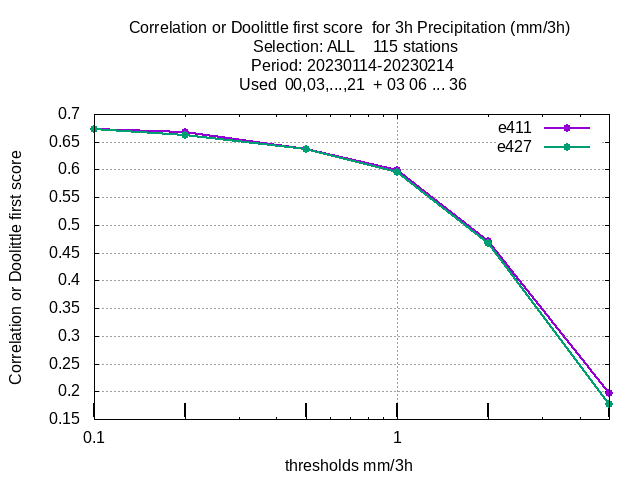 Correlation or Doolittle first score  for 3h Precipitation (mm/3h)
Selection: ALL    115 stations
Period: 20230114-20230214
Used  00,03,...,21  + 03 06 ... 36
e411
e427
Correlation or Doolittle first score
0.7
0.65
0.6
0.55
0.5
0.45
0.4
0.35
0.3
0.25
0.2
0.15
0.1
1
thresholds mm/3h